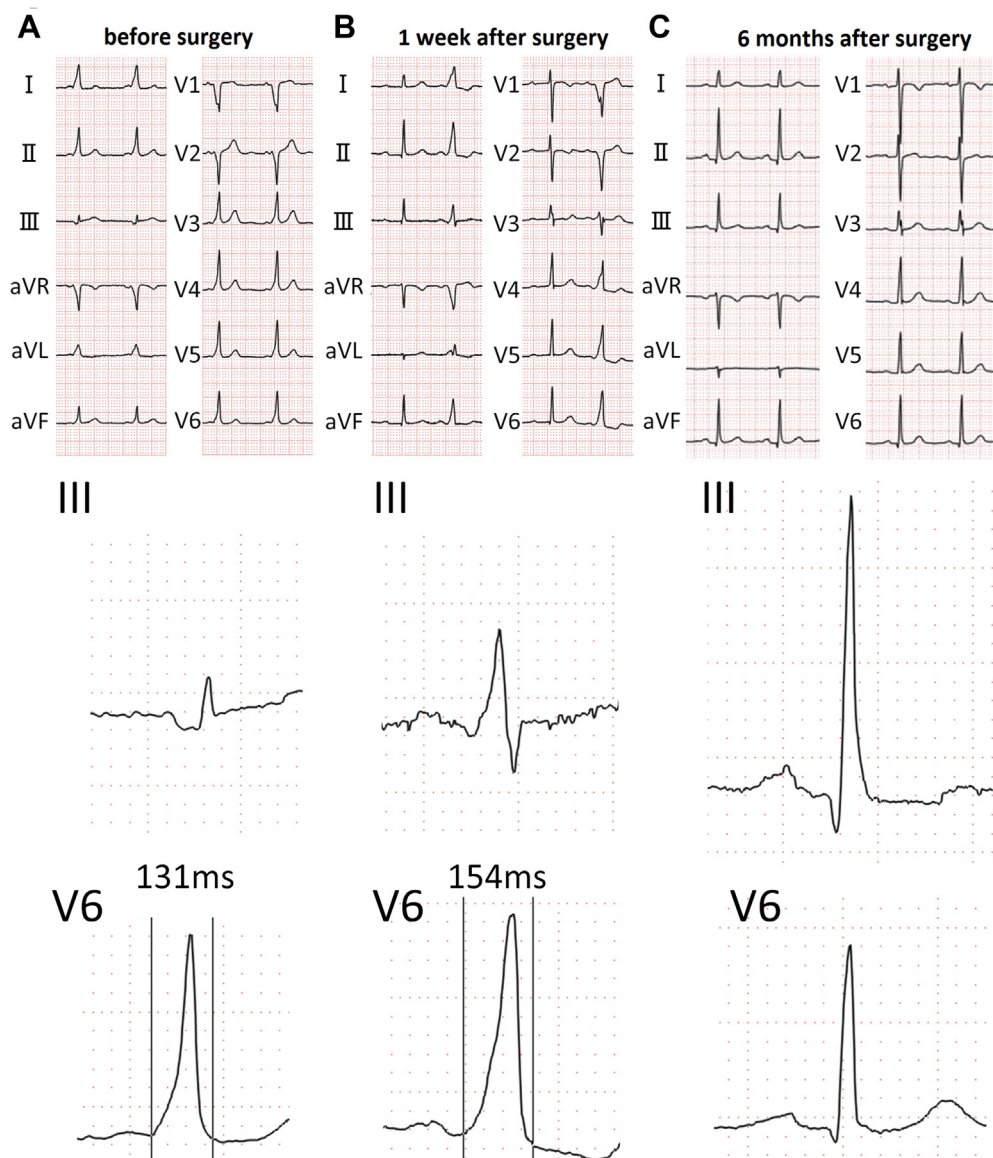 A before surgery
I V1
II V2
III V3
aVR V4
aVL V5
aVF V6
B 1 week after surgery
I V1
II V2
III V3
aVR V4
aVL V5
aVF V6
C 6 months after surgery
I V1
II V2
III V3
aVR V4
aVL V5
aVF V6
III III III
131ms 154ms
V6 V6 V6